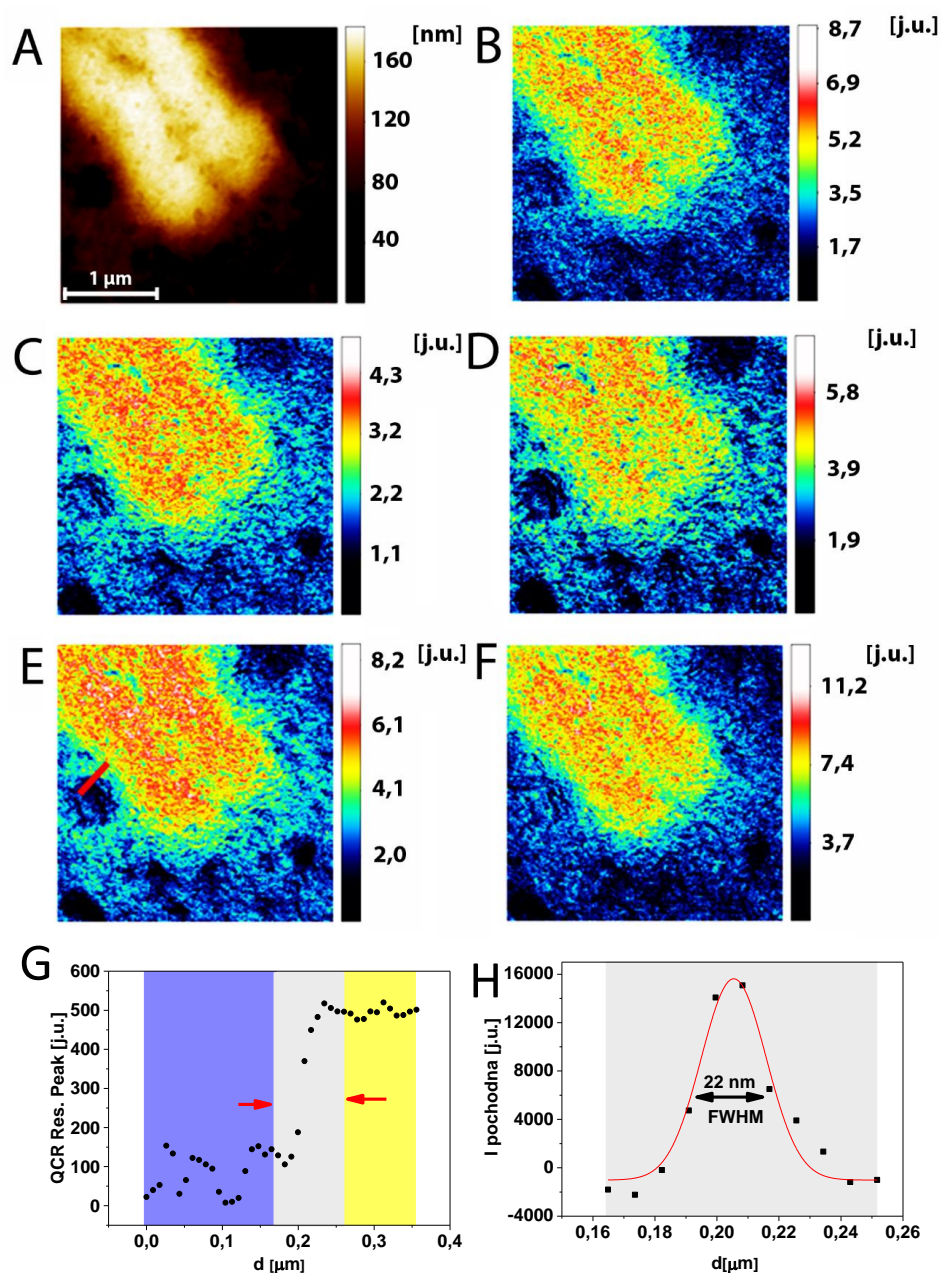 A
[nm]
160
120
80
40
1 µm
B
[j.u.]
8,7
6,9
5,2
3,5
1,7
C
[j.u.]
4,3
3,2
2,2
1,1
D
[j.u.]
5,8
3,9
1,9
E
[j.u.]
8,2
6,1
4,1
2,0
F
[j.u.]
11,2
7,4
3,7
G
QCR Res. Peak [j.u.]
600
500
400
300
200
100
0
0,0 0,1 0,2 0,3 0,4
d [µm]
H
I pochodna [j.u.]
16000
12000
8000
4000
0
-4000
22 nm
FWHM
0,16 0,18 0,20 0,22 0,24 0,26
d[µm]